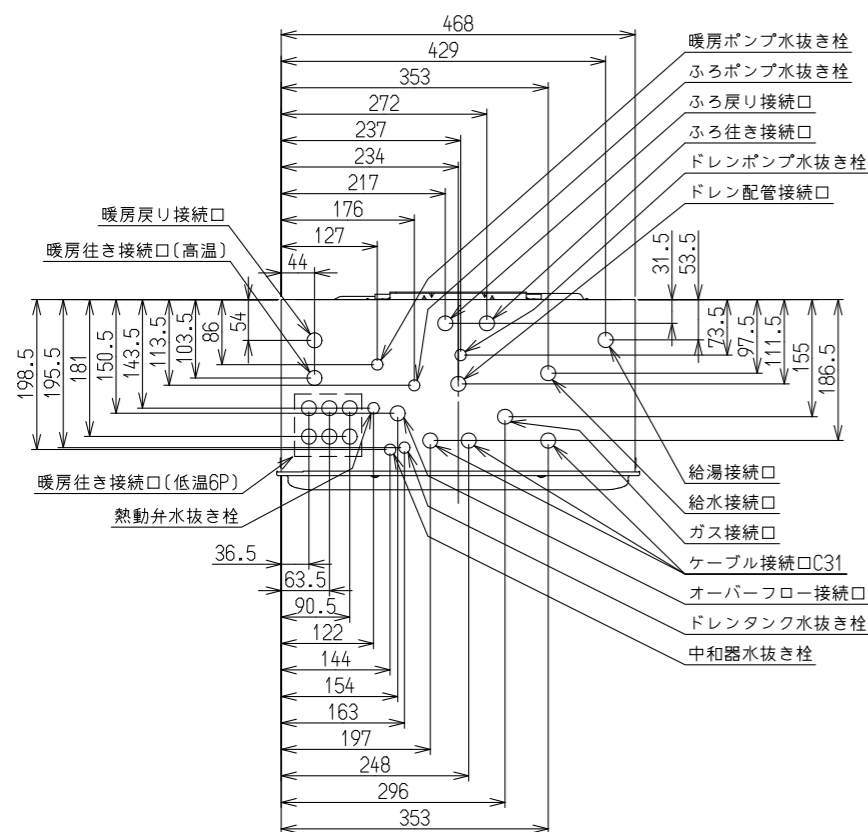 468
429
353
272
237
234
217
176
127
44
暖房ポンプ水抜き栓
ふろポンプ水抜き栓
ふろ戻り接続口
ふろ往き接続口
ドレンポンプ水抜き栓
ドレン配管接続口
暖房戻り接続口
暖房往き接続口(高温)
198.5
195.5
181
150.5
143.5
113.5
103.5
86
54
31.5
53.5
73.5
97.5
111.5
155
186.5
暖房往き接続口(低温6P)
熱動弁水抜き栓
給湯接続口
給水接続口
ガス接続口
ケーブル接続口C31
オーバーフロー接続口
ドレンタンク水抜き栓
中和器水抜き栓
36.5
63.5
90.5
122
144
154
163
197
248
296
353